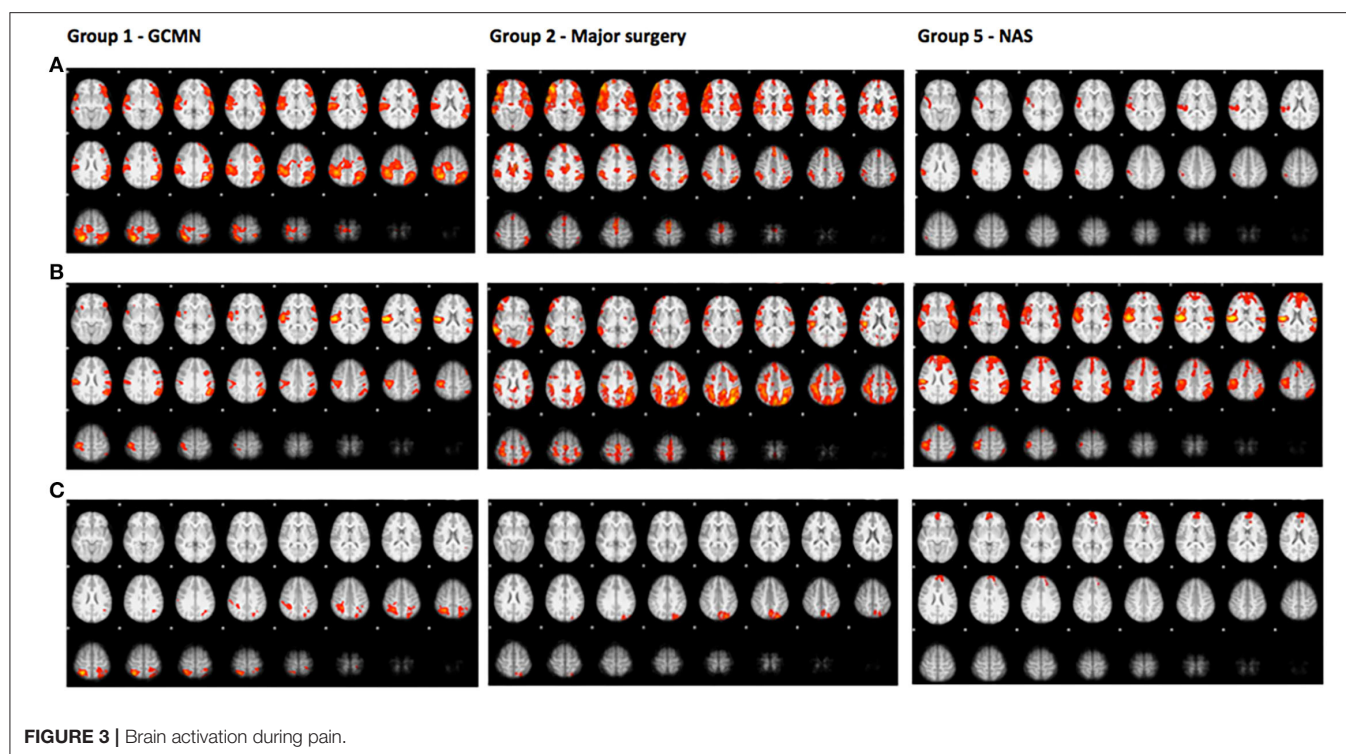 Group 1 - GCMN
Group 2 - Major surgery
Group 5 - NAS
A
B
C
FIGURE 3 | Brain activation during pain.